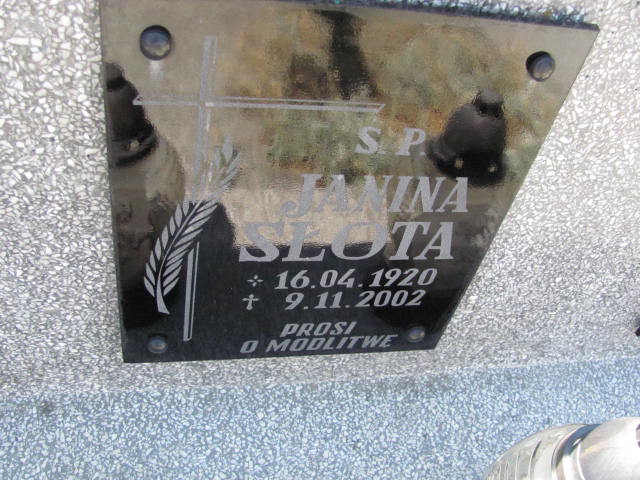 S. P.
JANINA
SŁOTA
16.04.1920
✝ 9.11.2002
PROSI
O MODLITWĘ